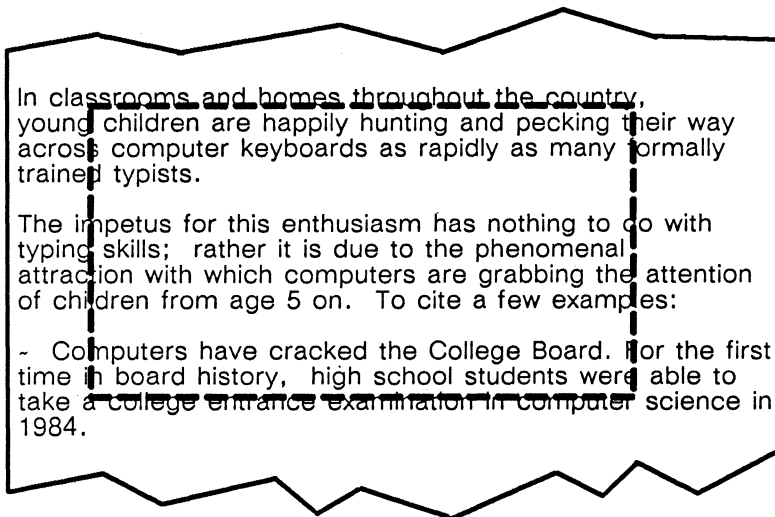 In classrooms and homes throughout the country,
young children are happily hunting and pecking their way
across computer keyboards as rapidly as many formally
trained typists.
The impetus for this enthusiasm has nothing to do with
typing skills; rather it is due to the phenomenal
attraction with which computers are grabbing the attention
of children from age 5 on. To cite a few examples:
~ Computers have cracked the College Board. For the first
time in board history, high school students were able to
take a college entrance examination in computer science in
1984.